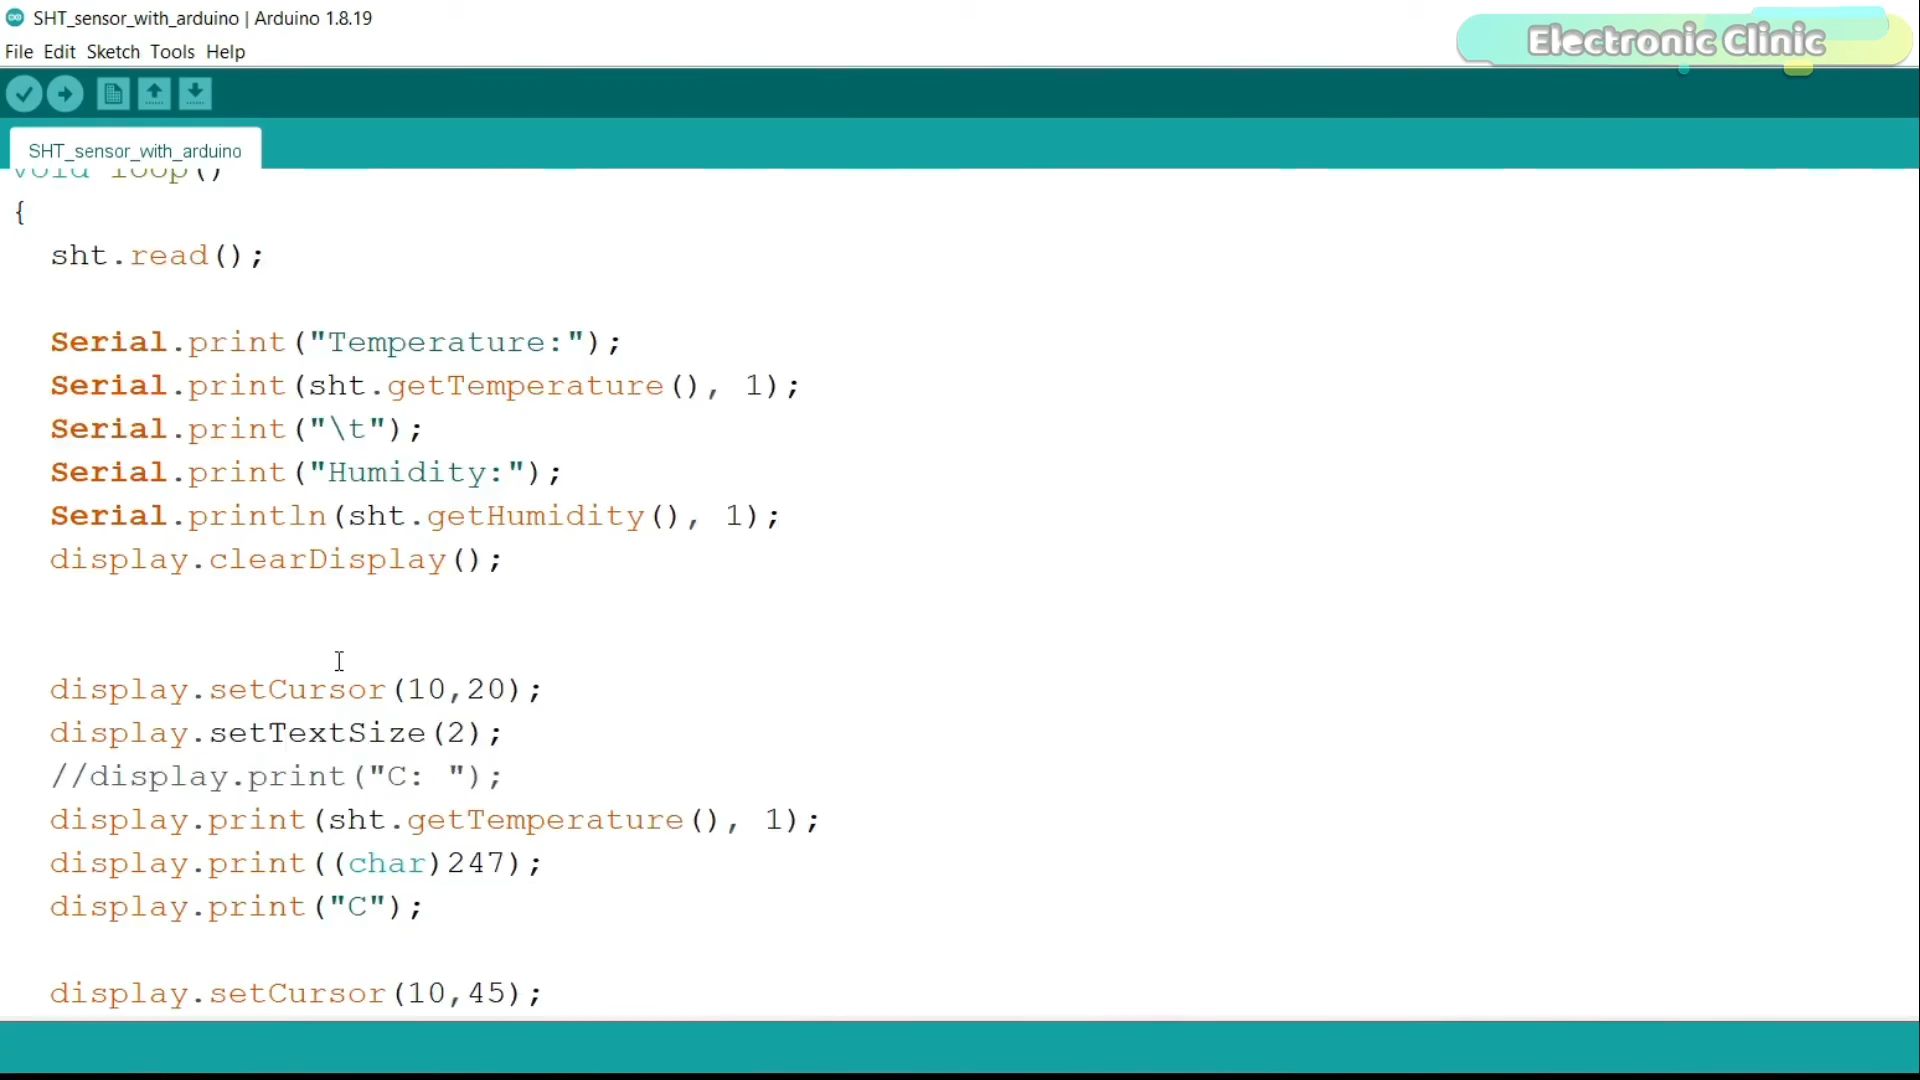 SHT_sensor_with_arduino | Arduino 1.8.19
Electronic Clinic
File Edit Sketch Tools Help
SHT_sensor_with_arduino
void loop()
{
sht.read();
Serial.print("Temperature:");
Serial.print(sht.getTemperature(), 1);
Serial.print("\t");
Serial.print("Humidity:");
Serial.println(sht.getHumidity(), 1);
display.clearDisplay();
display.setCursor(10,20);
display.setTextSize(2);
//display.print("C: ");
display.print(sht.getTemperature(), 1);
display.print((char)247);
display.print("C");
display.setCursor(10,45);